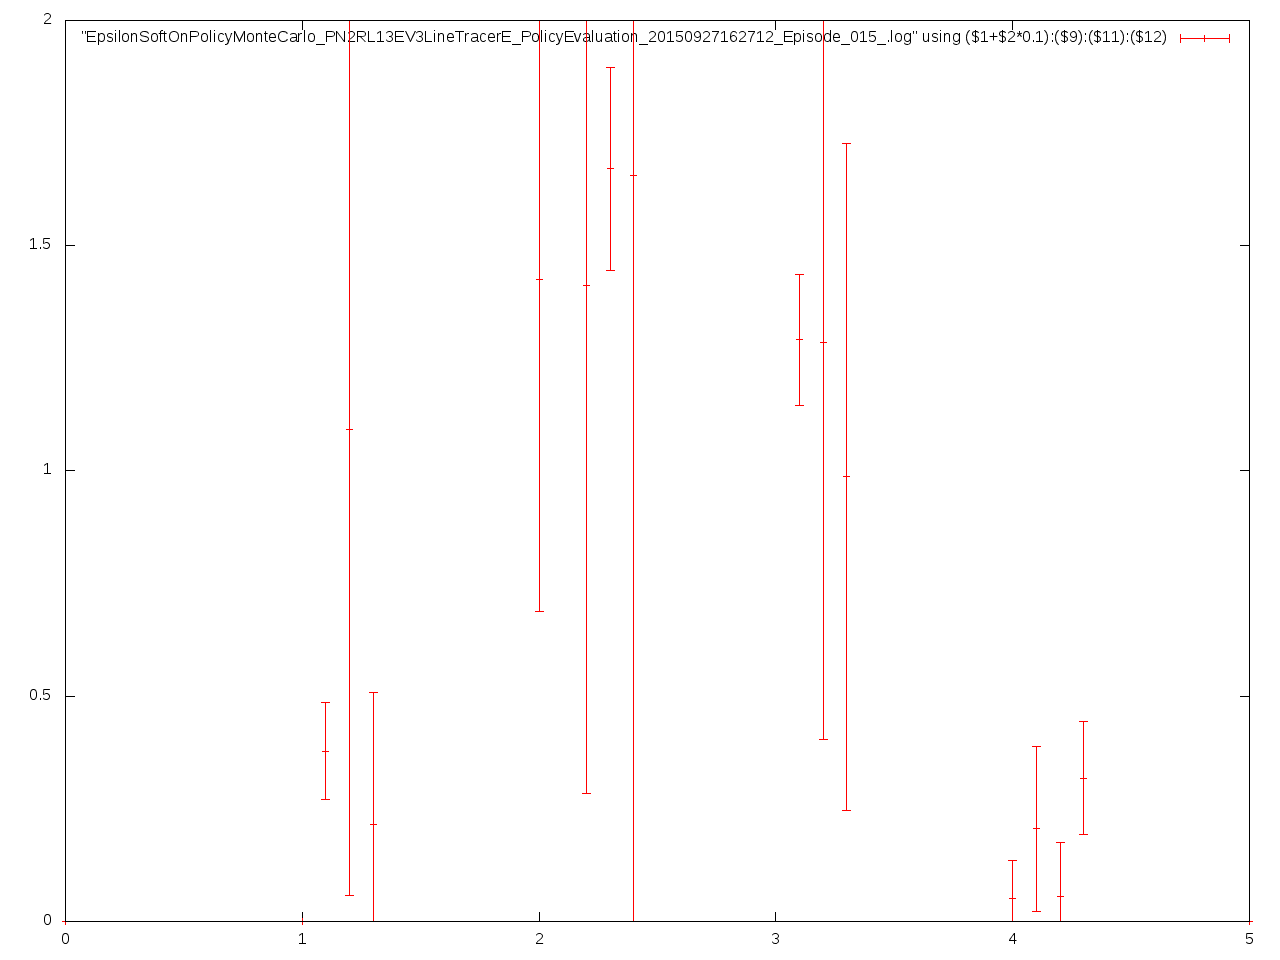 2
"EpsilonSoftOnPolicyMonteCarlo_PN2RL13EV3LineTracerE_PolicyEvaluation_20150927162712_Episode_015_.log" using ($1+$2*0.1):($9):($11):($12)
1.5
1
0.5
0
0 1 2 3 4 5